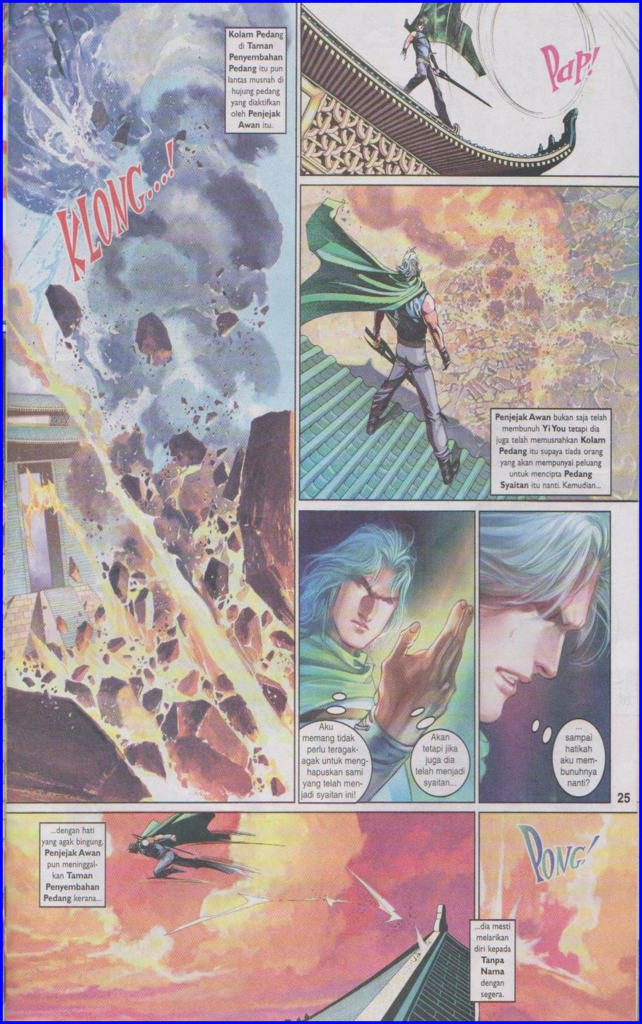 Kolam Pedang
di Taman
Penyembahan
Pedang itu pun
lantas musnah di
hujung pedang
yang diaktifkan
oleh Penjejak
Awan itu.
KLONG...!
PAP!
Penjejak Awan bukan saja telah
membunuh Yi You tetapi dia
juga telah memusnahkan Kolam
Pedang itu supaya tiada orang
yang akan mempunyai peluang
untuk mencipta Pedang
Syaitan itu nanti. Kemudian...
Aku
memang tidak
perlu teragak-
agak untuk meng-
hapuskan sami
yang telah men-
jadi syaitan ini!
Akan
tetapi jika
juga dia
telah menjadi
syaitan...
...
sampai
hatikah
aku mem-
bunuhnya
nanti?
25
...dengan hati
yang agak bingung,
Penjejak Awan
pun meninggal-
kan Taman
Penyembahan
Pedang kerana...
PONG!
...dia mesti
melarikan
diri kepada
Tanpa
Nama
dengan
segera.